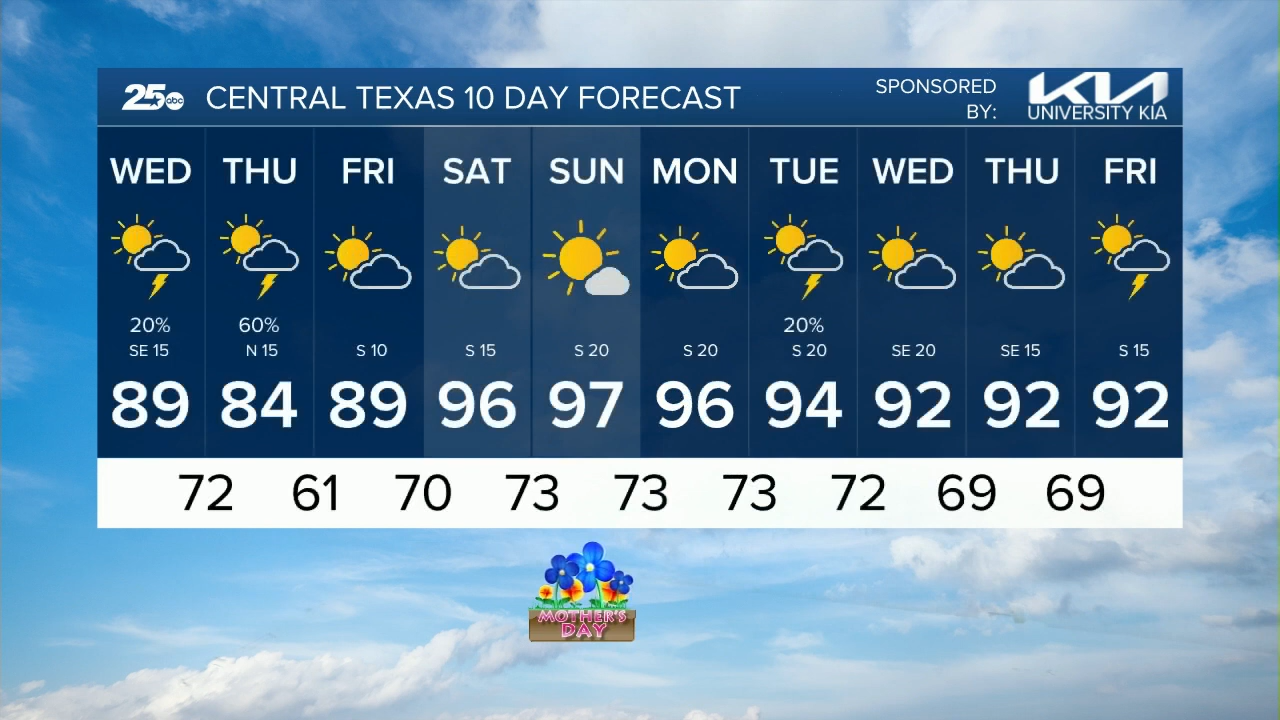 25 abc CENTRAL TEXAS 10 DAY FORECAST
SPONSORED BY:
KIA
UNIVERSITY KIA
WED THU FRI SAT SUN MON TUE WED THU FRI
20% 60% 20%
SE 15 N 15 S 10 S 15 S 20 S 20 S 20 SE 20 SE 15 S 15
89 84 89 96 97 96 94 92 92 92
72 61 70 73 73 73 72 69 69
MOTHER'S
DAY